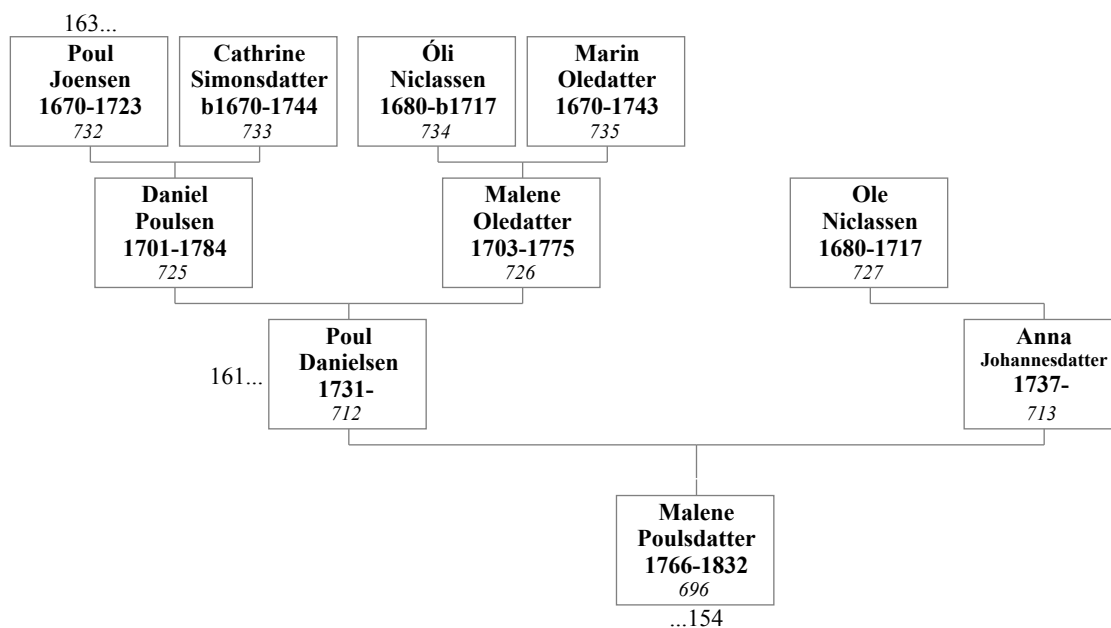 163...
Poul
Joensen
1670-1723
732
Cathrine
Simonsdatter
b1670-1744
733
Óli
Niclassen
1680-b1717
734
Marin
Oledatter
1670-1743
735
Daniel
Poulsen
1701-1784
725
Malene
Oledatter
1703-1775
726
Ole
Niclassen
1680-1717
727
161...
Poul
Danielsen
1731-
712
Anna
Johannesdatter
1737-
713
Malene
Poulsdatter
1766-1832
696
...154